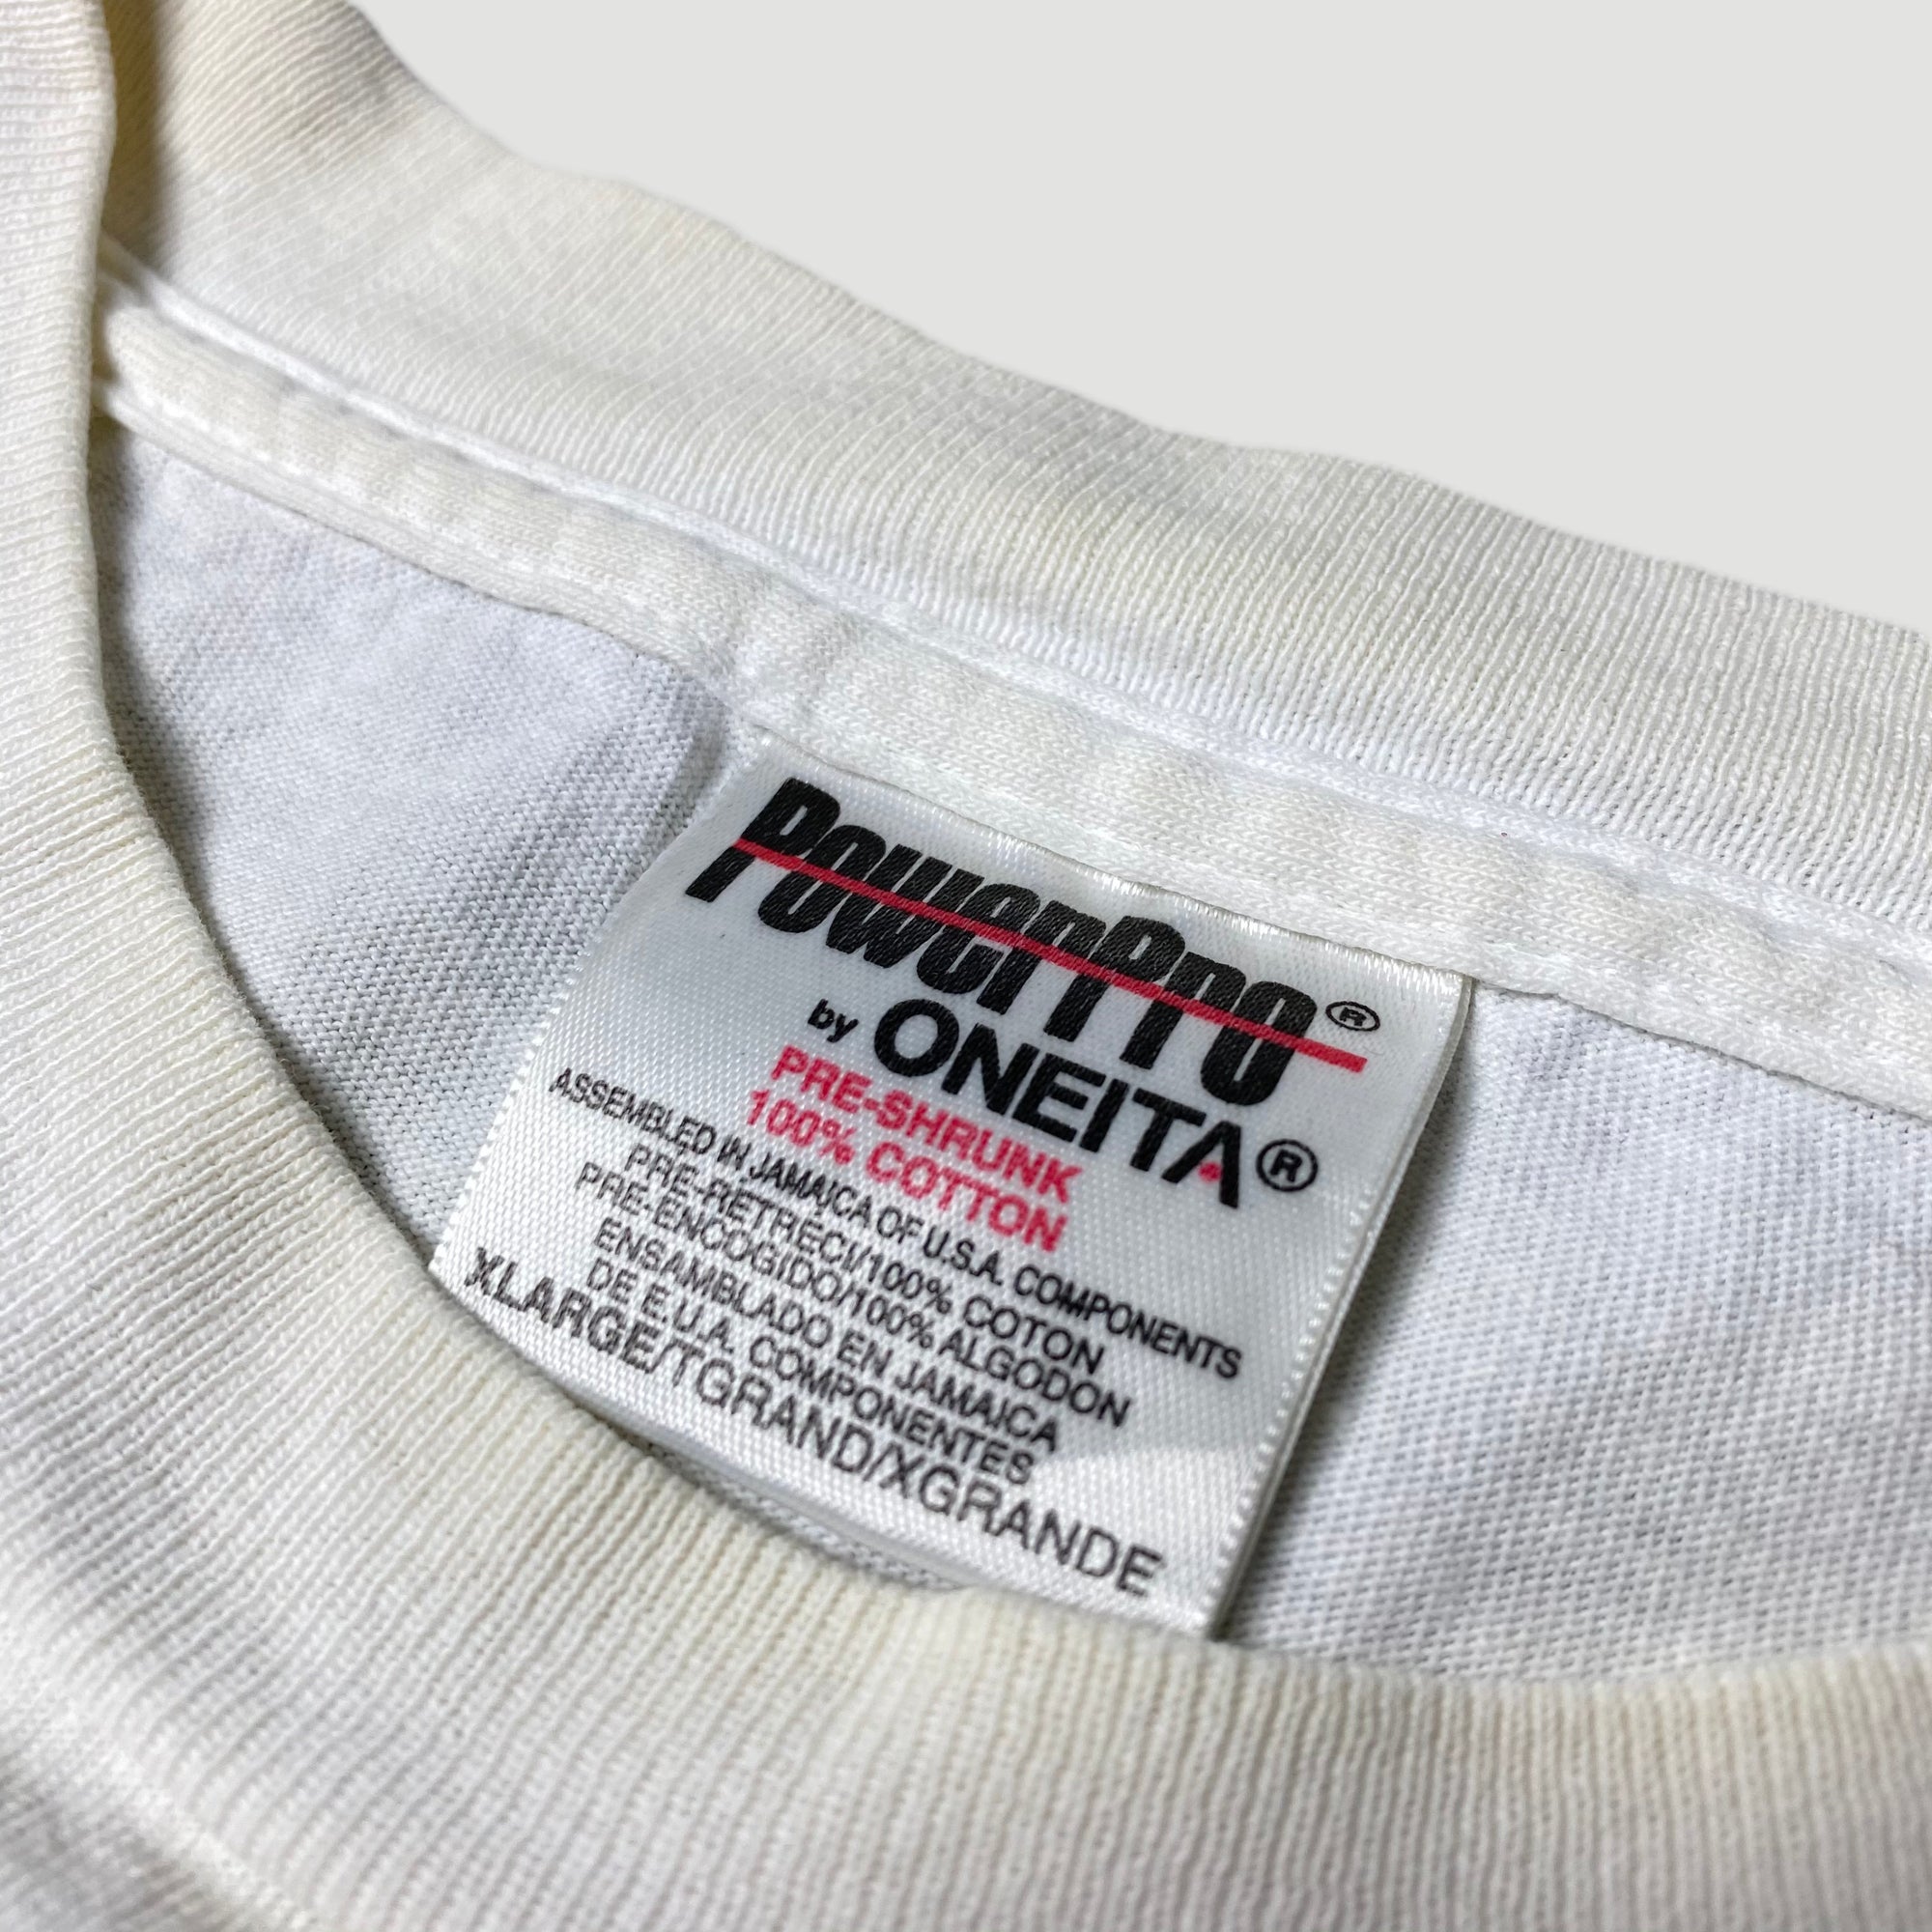 PowerPro®
by ONEITA®
PRE-SHRUNK
100% COTTON
ASSEMBLED IN JAMAICA OF U.S.A. COMPONENTS
PRE-RETRÉCI/100% COTON
PRE-ENCOGIDO/100% ALGODON
ENSAMBLADO EN JAMAICA
DE E.U.A. COMPONENTES
XLARGE/TGRAND/XGRANDE